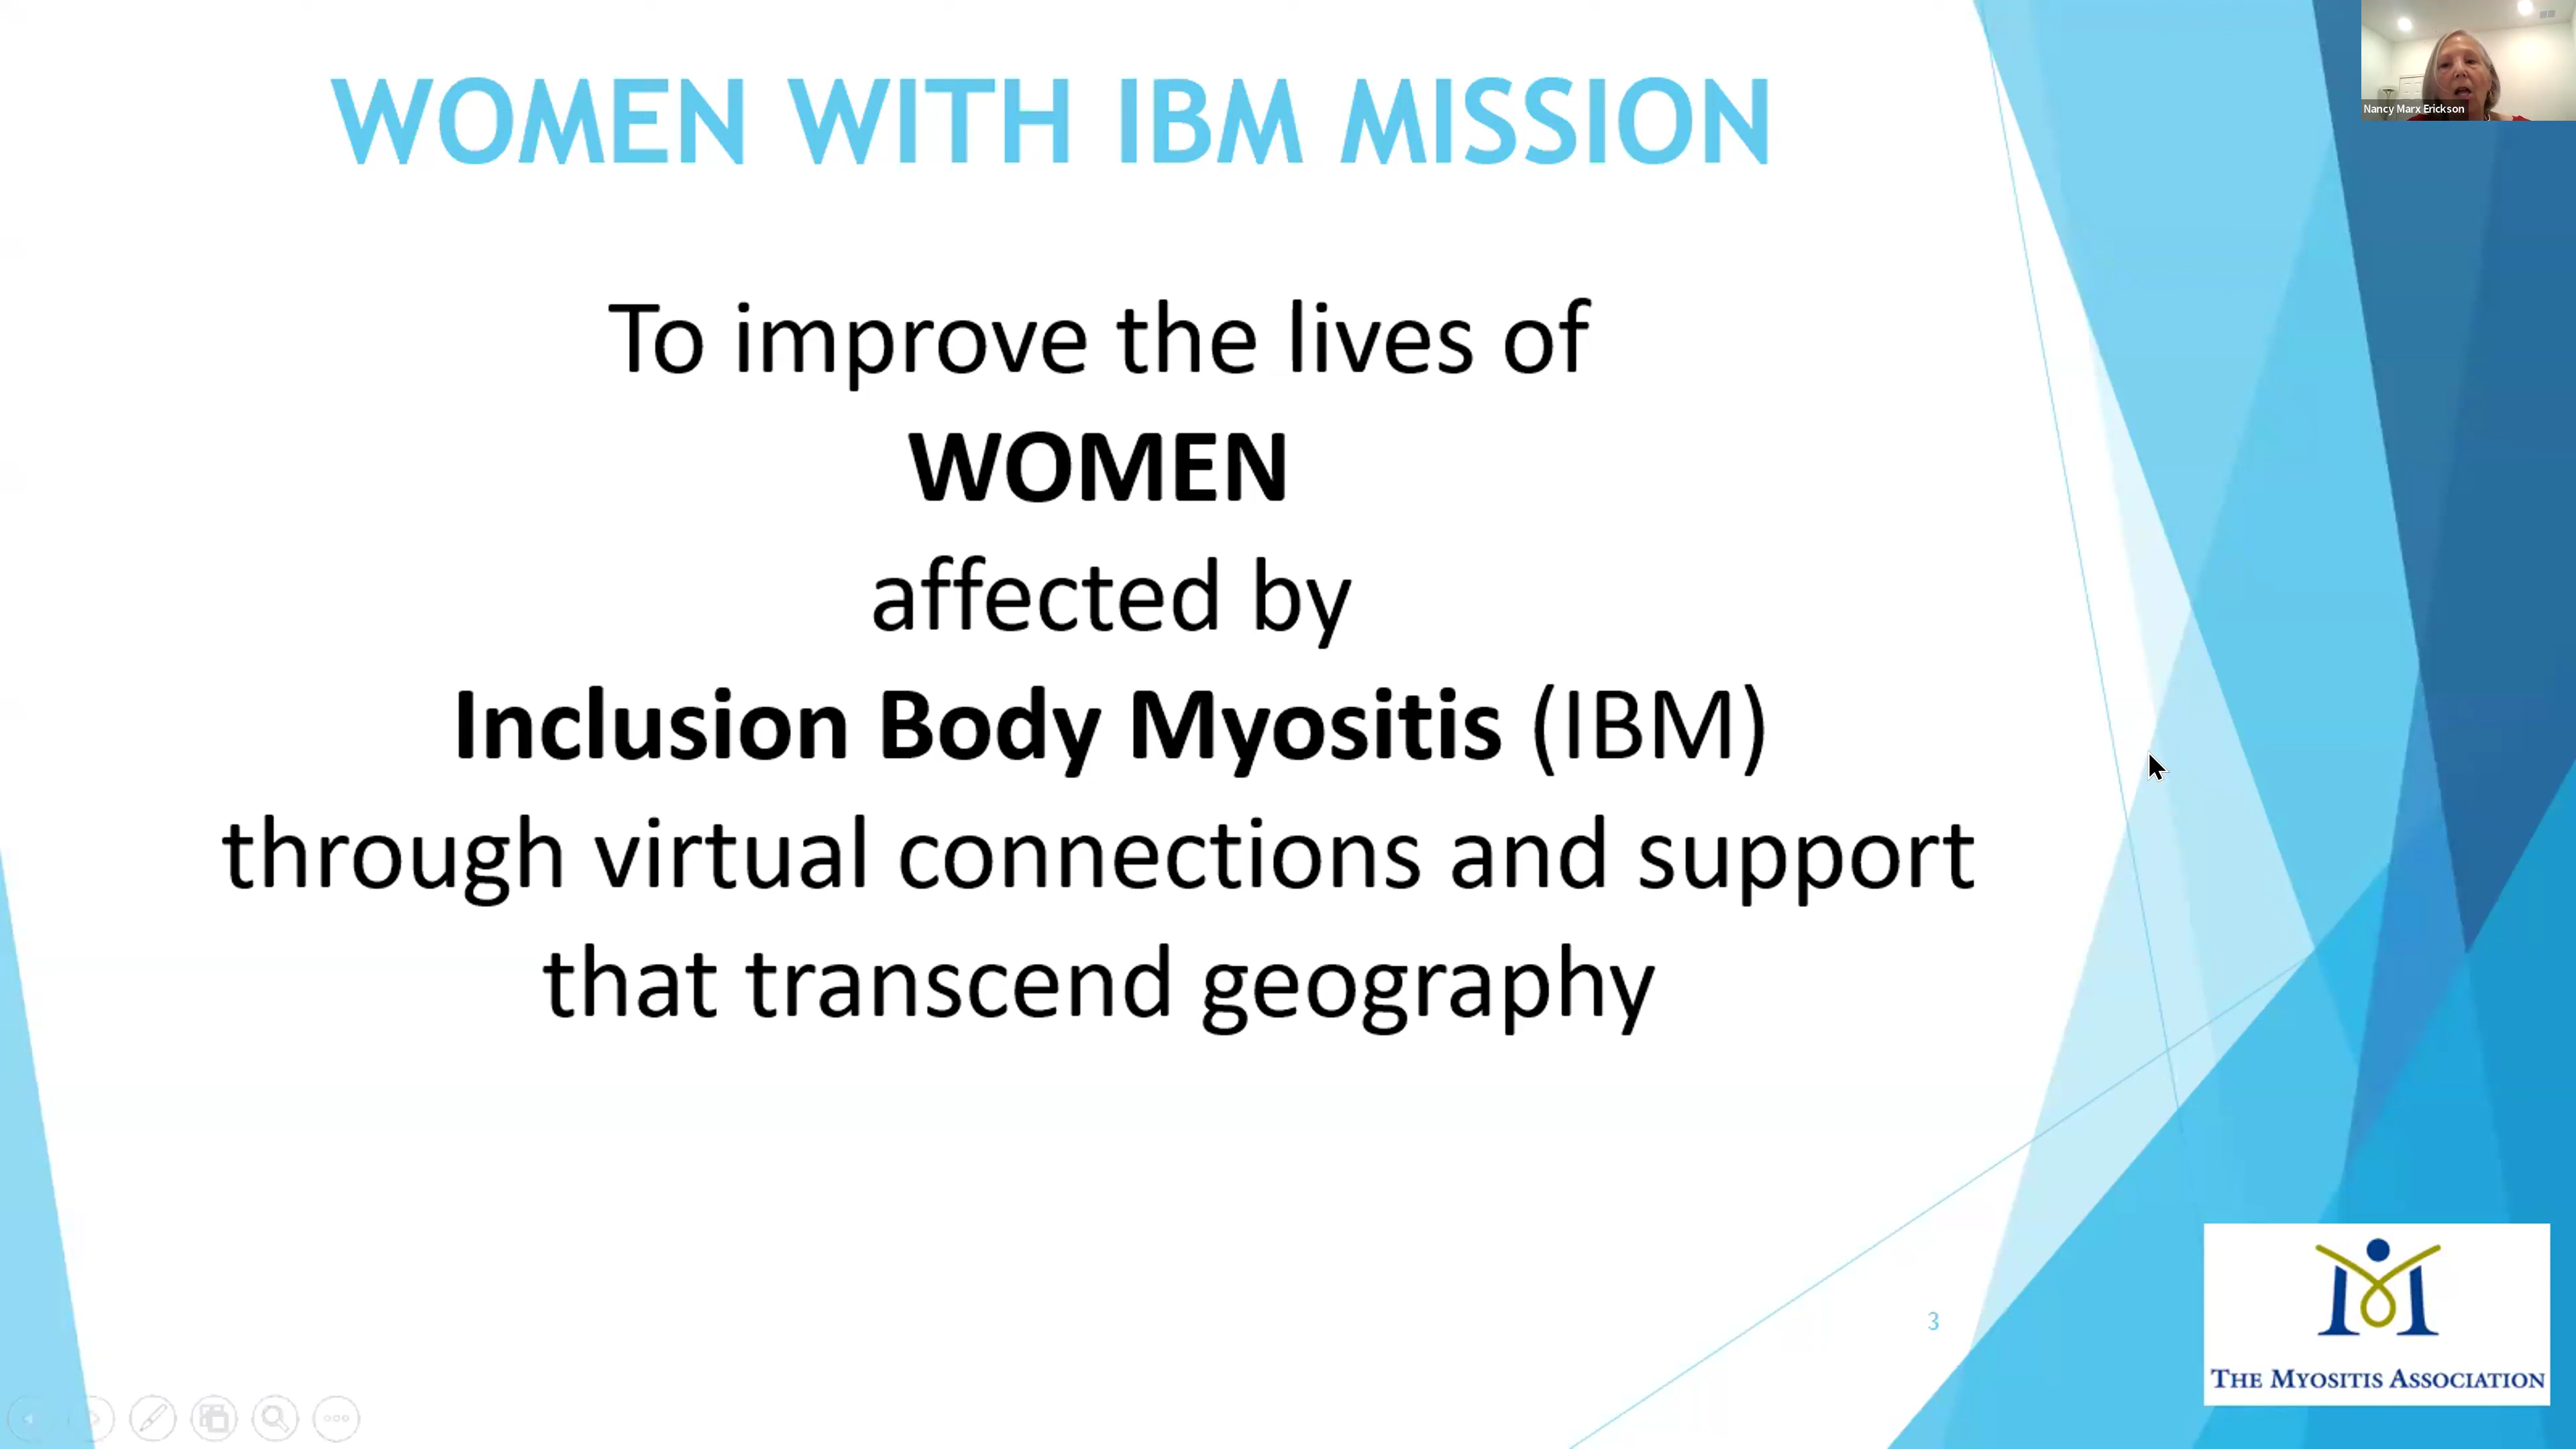 WOMEN WITH IBM MISSION
Nancy Marx Erickson
To improve the lives of
WOMEN
affected by
Inclusion Body Myositis (IBM)
through virtual connections and support
that transcend geography
3
THE MYOSITIS ASSOCIATION